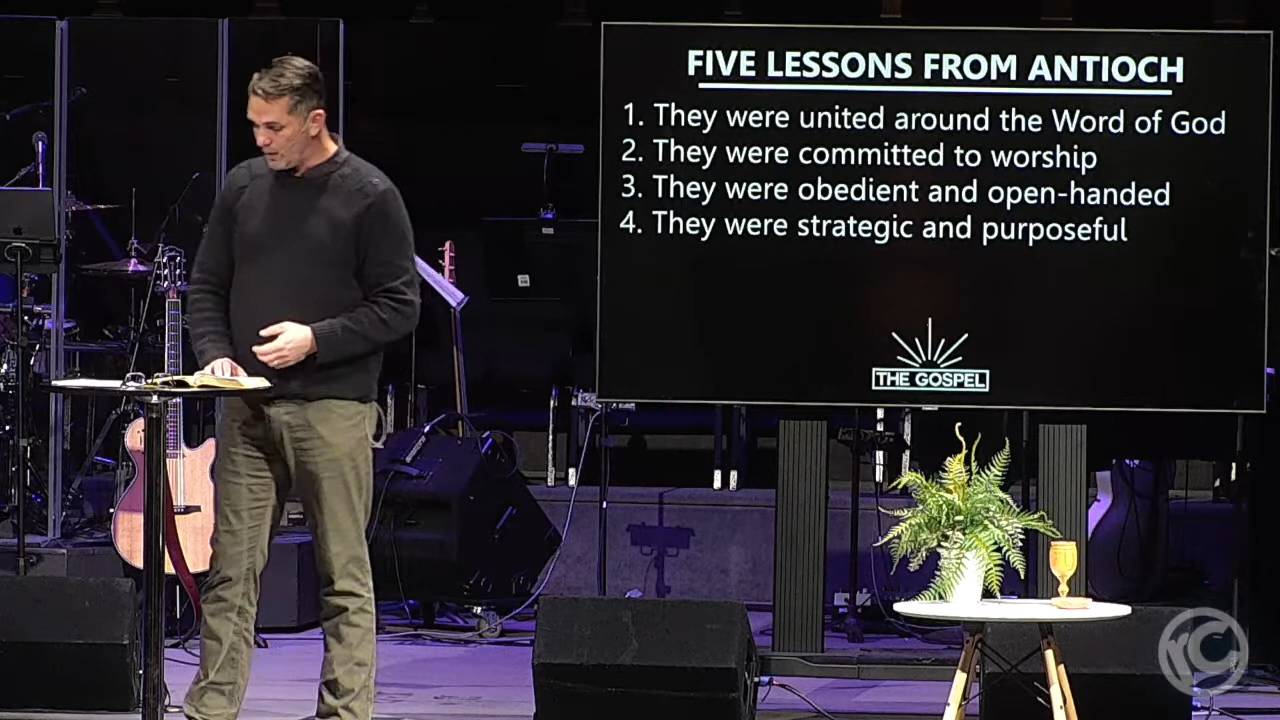 FIVE LESSONS FROM ANTIOCH
1. They were united around the Word of God
2. They were committed to worship
3. They were obedient and open-handed
4. They were strategic and purposeful
THE GOSPEL
rc